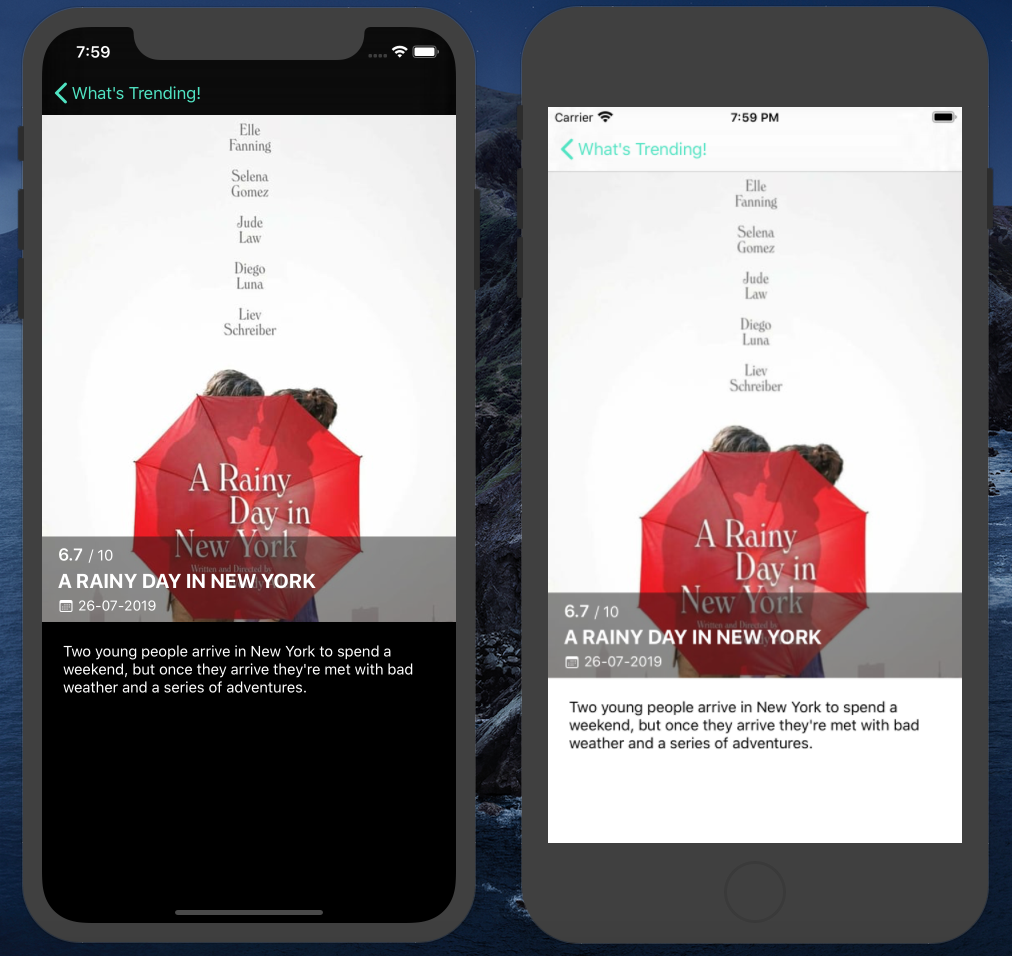 7:59
What's Trending!
Elle
Fanning
Selena
Gomez
Jude
Law
Diego
Luna
Liev
Schreiber
A Rainy
Day in
New York
Written and Directed by
6.7 / 10
A RAINY DAY IN NEW YORK
26-07-2019
Two young people arrive in New York to spend a
weekend, but once they arrive they're met with bad
weather and a series of adventures.
Carrier 7:59 PM
What's Trending!
Elle
Fanning
Selena
Gomez
Jude
Law
Diego
Luna
Liev
Schreiber
A Rainy
Day in
New York
Written and Directed by
6.7 / 10
A RAINY DAY IN NEW YORK
26-07-2019
Two young people arrive in New York to spend a
weekend, but once they arrive they're met with bad
weather and a series of adventures.